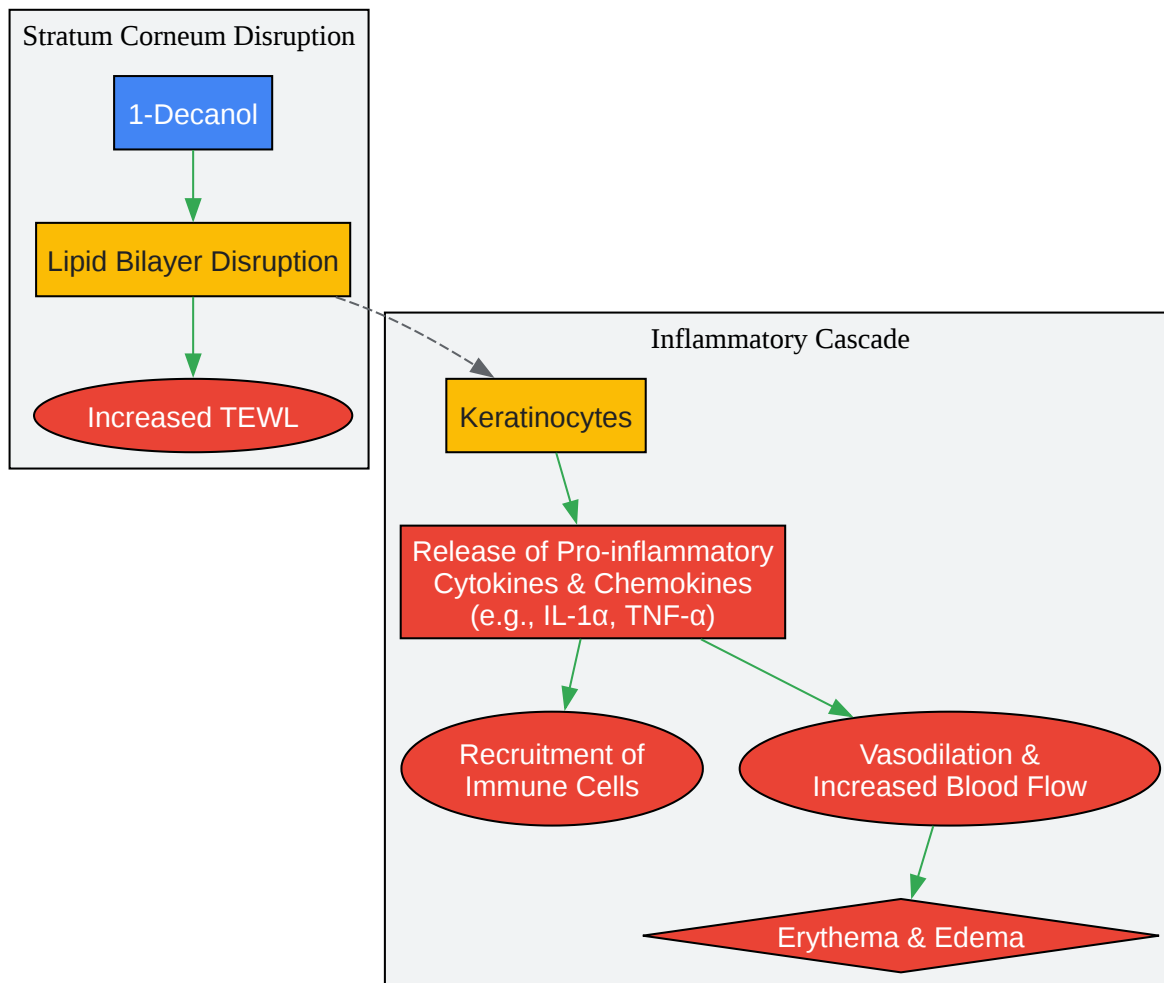 Stratum Corneum Disruption
1-Decanol
Lipid Bilayer Disruption
Increased TEWL
Inflammatory Cascade
Keratinocytes
Release of Pro-inflammatory
Cytokines & Chemokines
(e.g., IL-1α, TNF-α)
Recruitment of
Immune Cells
Vasodilation &
Increased Blood Flow
Erythema & Edema